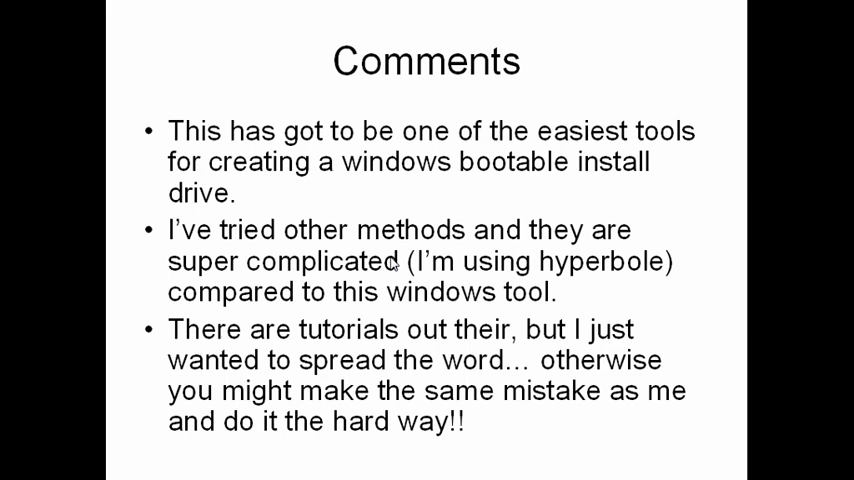 Comments
• This has got to be one of the easiest tools
for creating a windows bootable install
drive.
• I’ve tried other methods and they are
super complicated (I’m using hyperbole)
compared to this windows tool.
• There are tutorials out their, but I just
wanted to spread the word… otherwise
you might make the same mistake as me
and do it the hard way!!